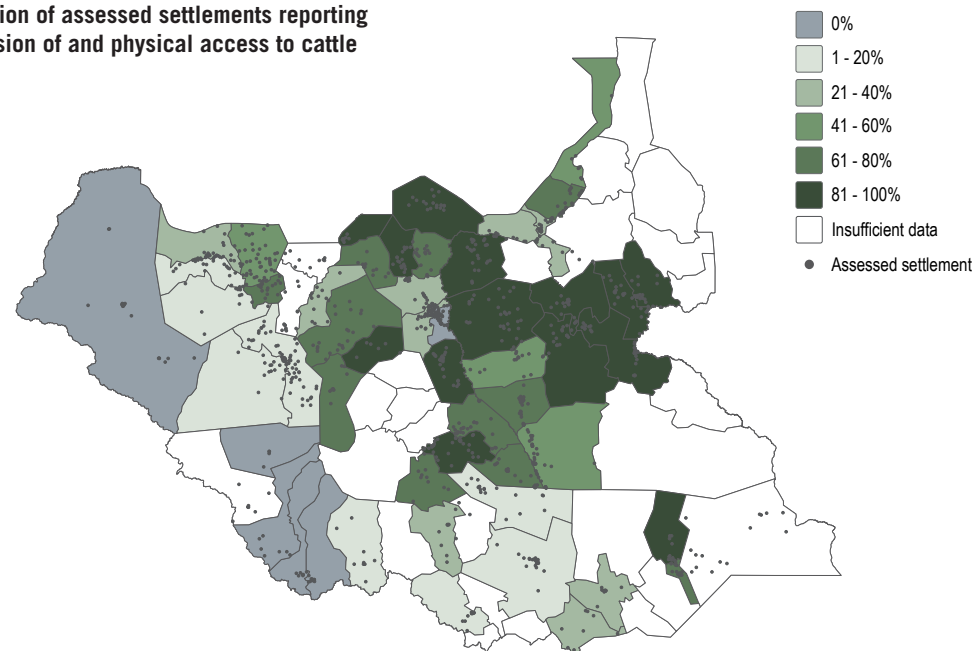 ion of assessed settlements reporting
sion of and physical access to cattle
0%
1 - 20%
21 - 40%
41 - 60%
61 - 80%
81 - 100%
Insufficient data
Assessed settlement